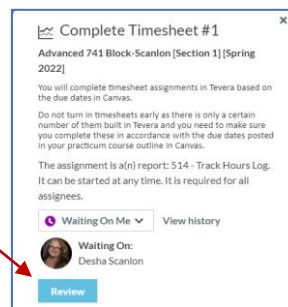 Complete Timesheet #1
×
Advanced 741 Block-Scanlon [Section 1] [Spring
2022]
You will complete timesheet assignments in Tevera based on
the due dates in Canvas.
Do not turn in timesheets early as there is only a certain
number of them built in Tevera and you need to make sure
you complete these in accordance with the due dates posted
in your practicum course outline in Canvas.
The assignment is a(n) report: 514 - Track Hours Log.
It can be started at any time. It is required for all
assignees.
Waiting On Me View history
Waiting On:
Desha Scanlon
Review